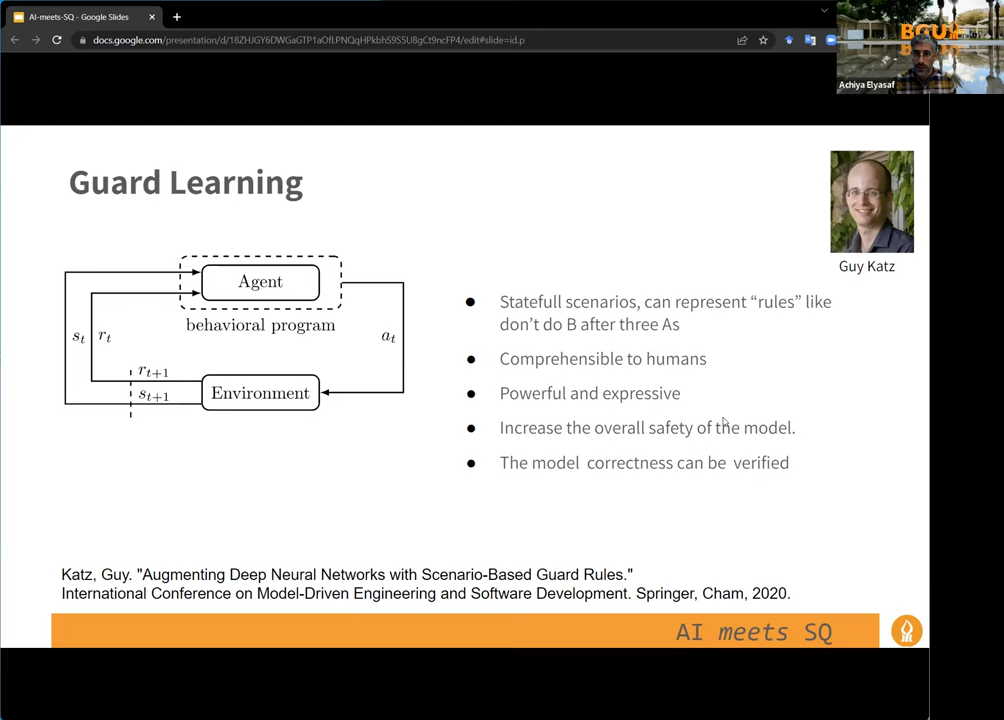 AI-meets-SQ - Google Slides
docs.google.com/presentation/d/18ZHJGY6DWGaGTP1aOfLPNQqHPkbhS9S5U8gCt9ncFP4/edit#slide=id.p
BGU
Achiya Elyasaf
Guard Learning
Guy Katz
Agent
behavioral program
s_t
r_t
a_t
r_{t+1}
s_{t+1}
Environment
● Statefull scenarios, can represent “rules” like
don’t do B after three As
● Comprehensible to humans
● Powerful and expressive
● Increase the overall safety of the model.
● The model correctness can be verified
Katz, Guy. "Augmenting Deep Neural Networks with Scenario-Based Guard Rules."
International Conference on Model-Driven Engineering and Software Development. Springer, Cham, 2020.
AI meets SQ